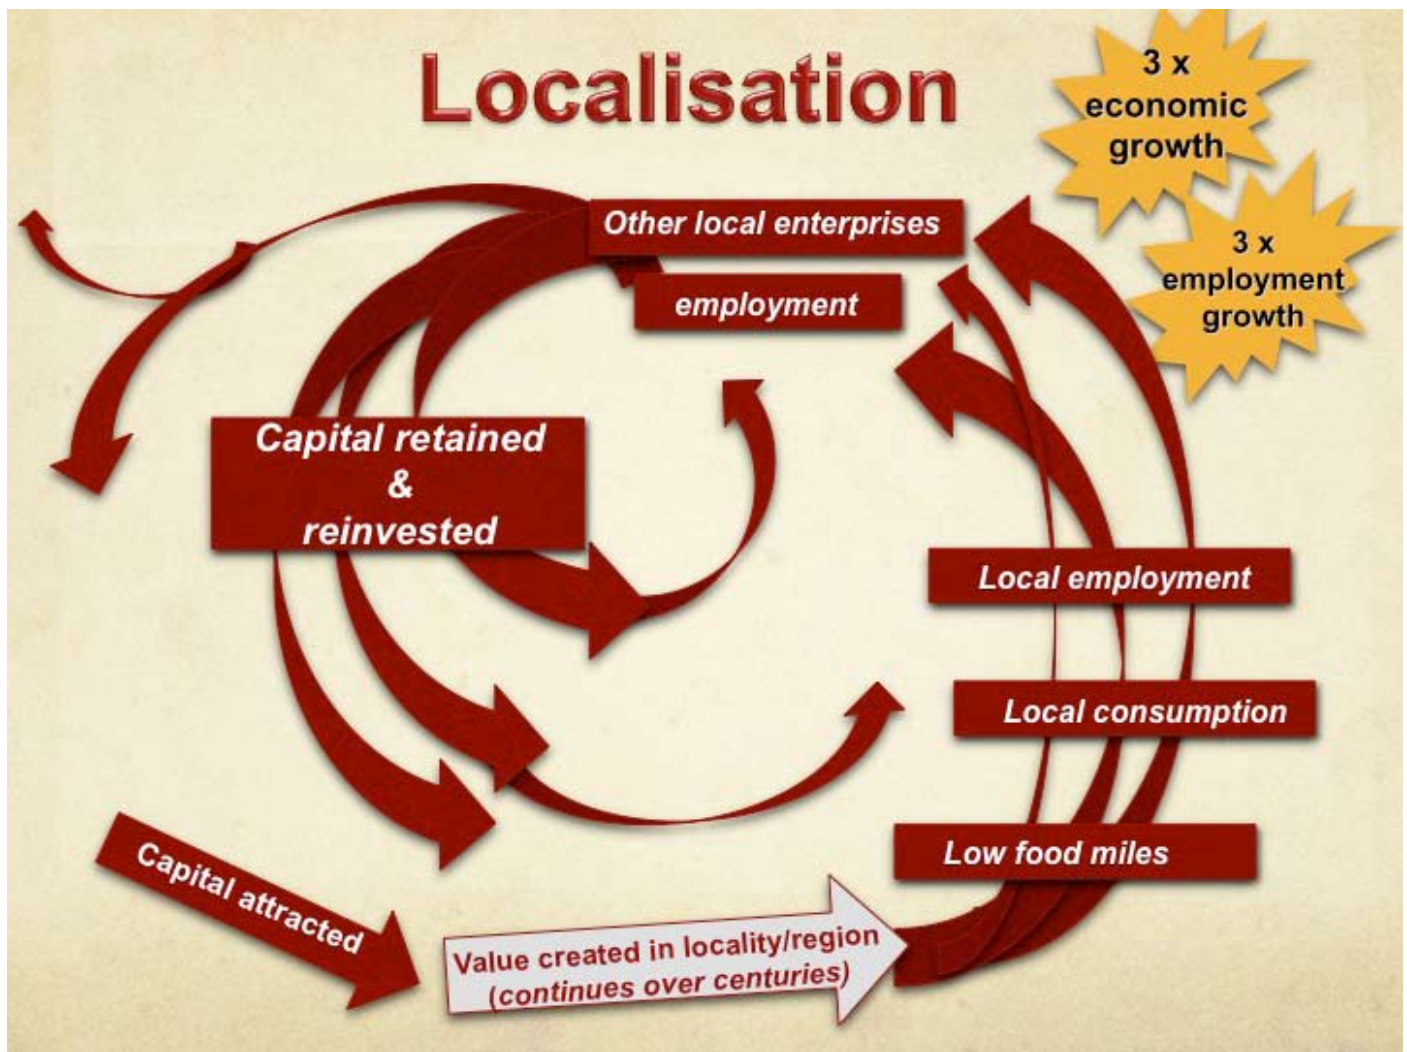 Localisation
3 x
economic
growth
3 x
employment
growth
Other local enterprises
employment
Capital retained
&
reinvested
Local employment
Local consumption
Low food miles
Capital attracted
Value created in locality/region
(continues over centuries)